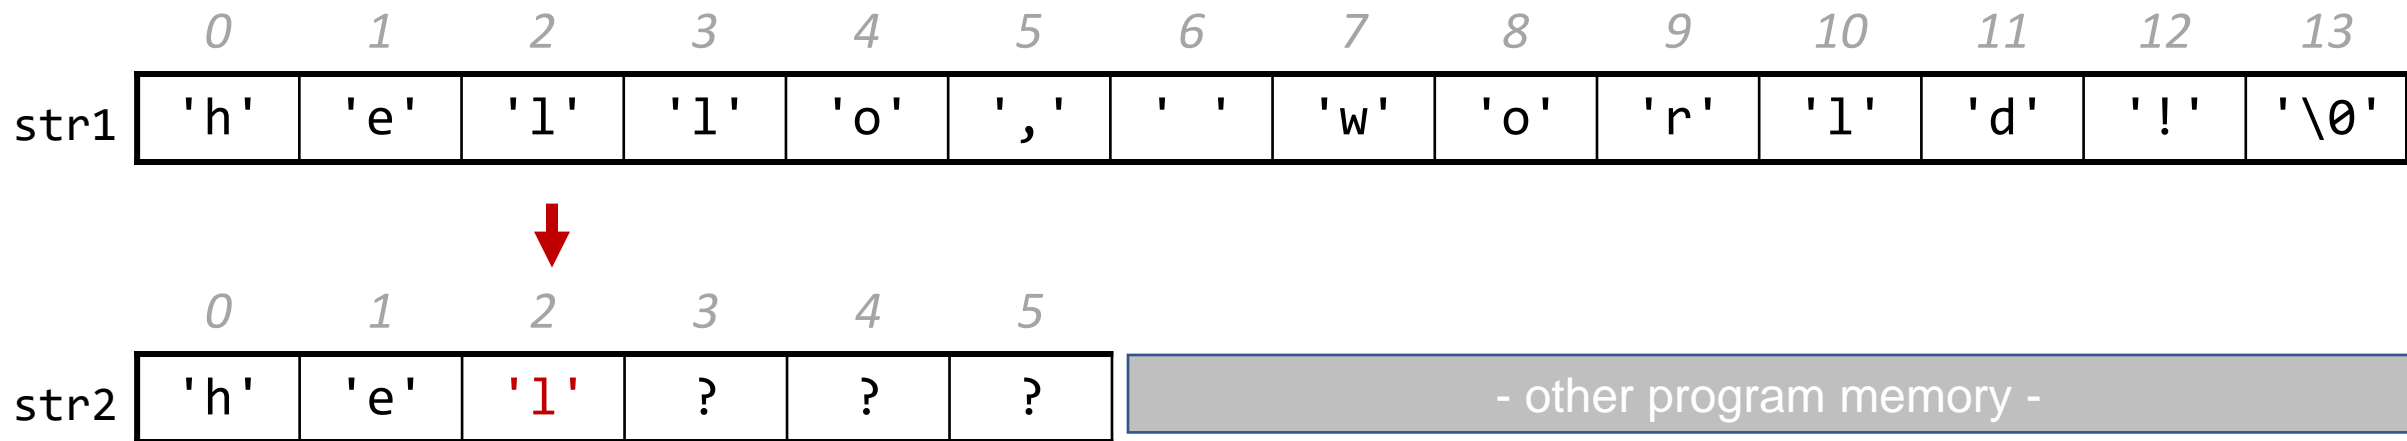 0 1 2 3 4 5 6 7 8 9 10 11 12 13
str1 'h' 'e' 'l' 'l' 'o' ',' ' ' 'w' 'o' 'r' 'l' 'd' '!' '\0'
0 1 2 3 4 5
str2 'h' 'e' 'l' ? ? ? - other program memory -